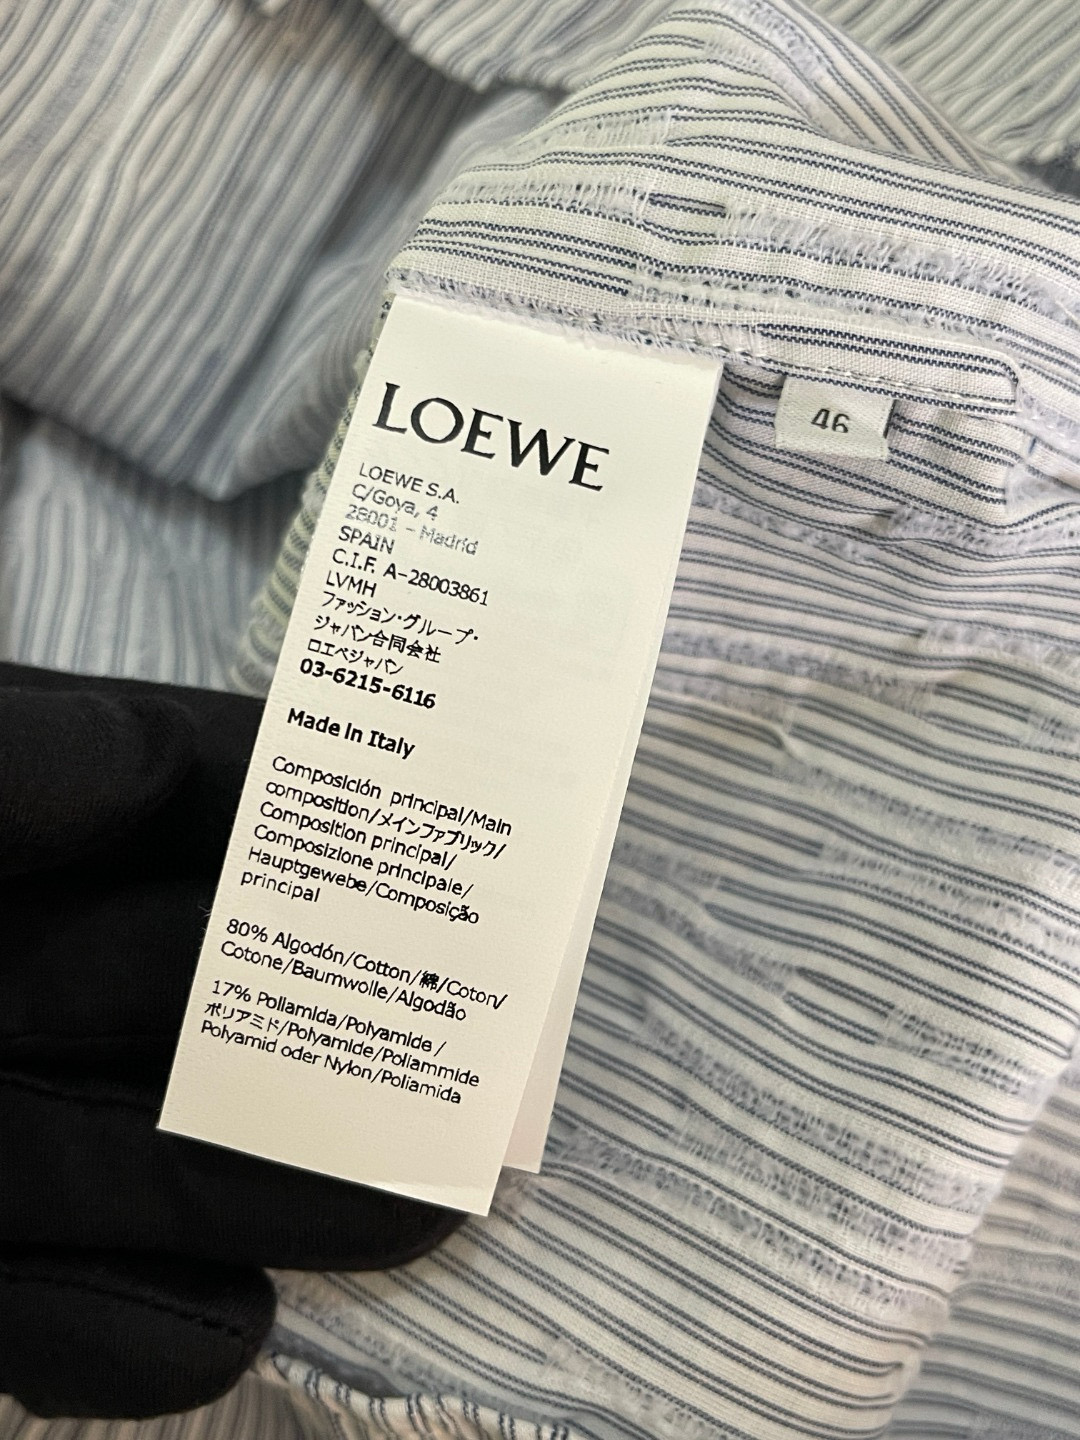 LOEWE
LOEWE S.A.
C/Goya, 4
28001 - Madrid
SPAIN
C.I.F. A-28003861
LVMH
ファッション・グループ・
ジャパン合同会社
ロエベジャパン
03-6215-6116
Made in Italy
Composición principal/Main
composition/メインファブリック/
Composition principal/
Composizione principale/
Hauptgewebe/Composição
principal
80% Algodón/Cotton/綿/Coton/
Cotone/Baumwolle/Algodão
17% Poliamida/Polyamide/
ポリアミド/Polyamide/Poliammide
Polyamid oder Nylon/Poliamida
46